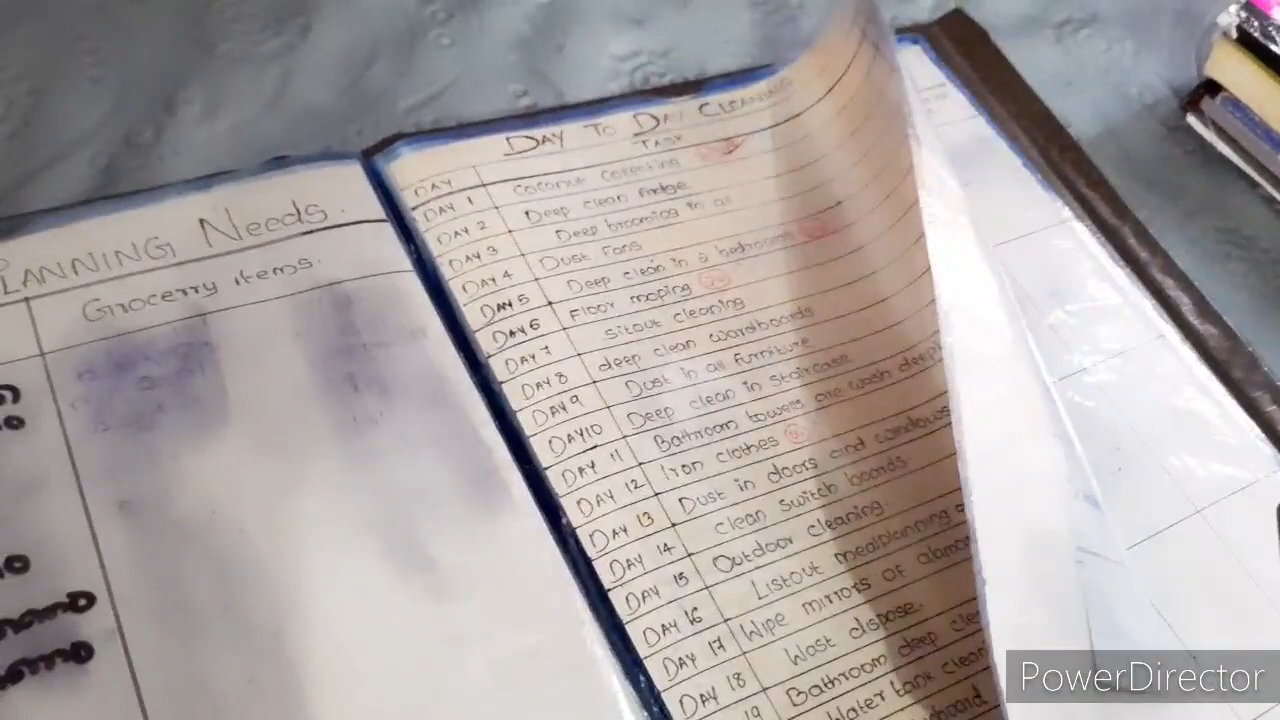 PLANNING Needs.
Grocerry items.
DAY TO DAY CLEANING
DAY TASK
DAY 1 Coconut Collecting
DAY 2 Deep clean fridge
DAY 3 Deep brooming in all
DAY 4 Dust Fans
DAY 5 Deep clean in 2 bedrooms
DAY 6 Floor moping
DAY 7 Sitout cleaning
DAY 8 deep clean wardboards
DAY 9 Dust in all Furniture
DAY 10 Deep clean in Staircase
DAY 11 Bathroom towels are wash deeply
DAY 12 Iron clothes
DAY 13 Dust in doors and windows
DAY 14 clean switch boards.
DAY 15 Outdoor cleaning.
DAY 16 Listout mealplanning
DAY 17 Wipe mirrors of
DAY 18 Wast dispose.
19 Bathroom deep
Water tank clean
PowerDirector